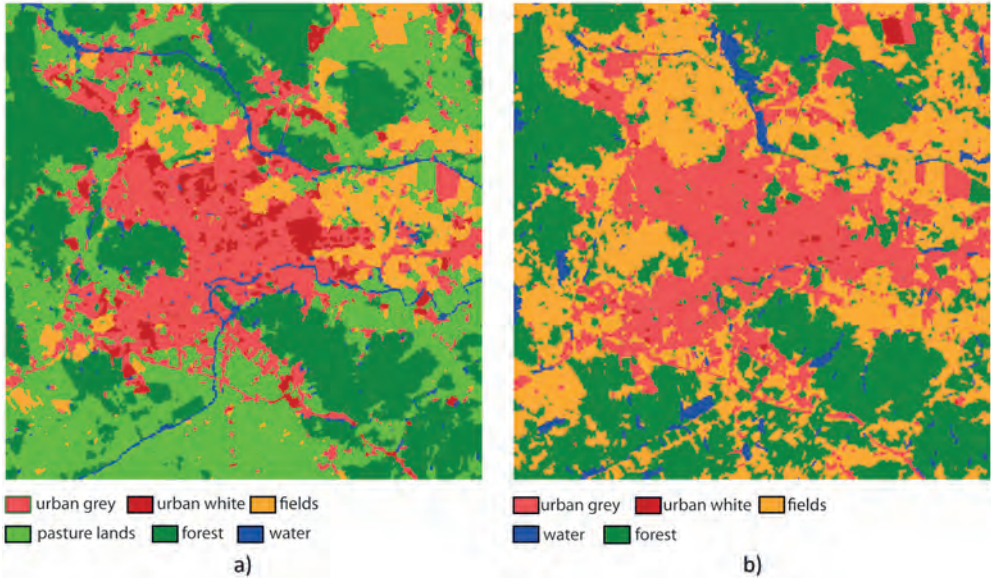 urban grey urban white fields
pasture lands forest water
a)
urban grey urban white fields
water forest
b)